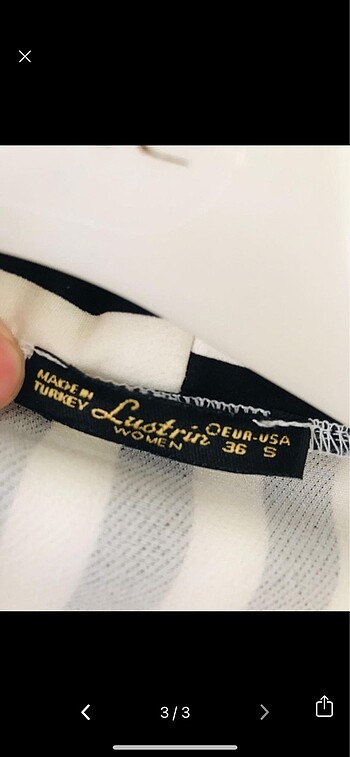 MADE IN
TURKEY
Lustrin
WOMEN
EUR-USA
36 S
3/3